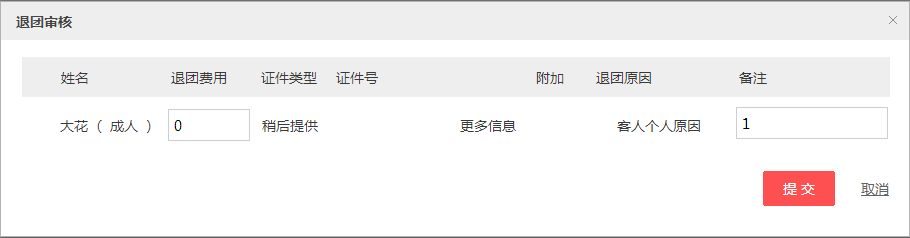 退团审核
姓名 退团费用 证件类型 证件号 附加 退团原因 备注
大花（ 成人 ） 0 稍后提供 更多信息 客人个人原因 1
提 交 取消